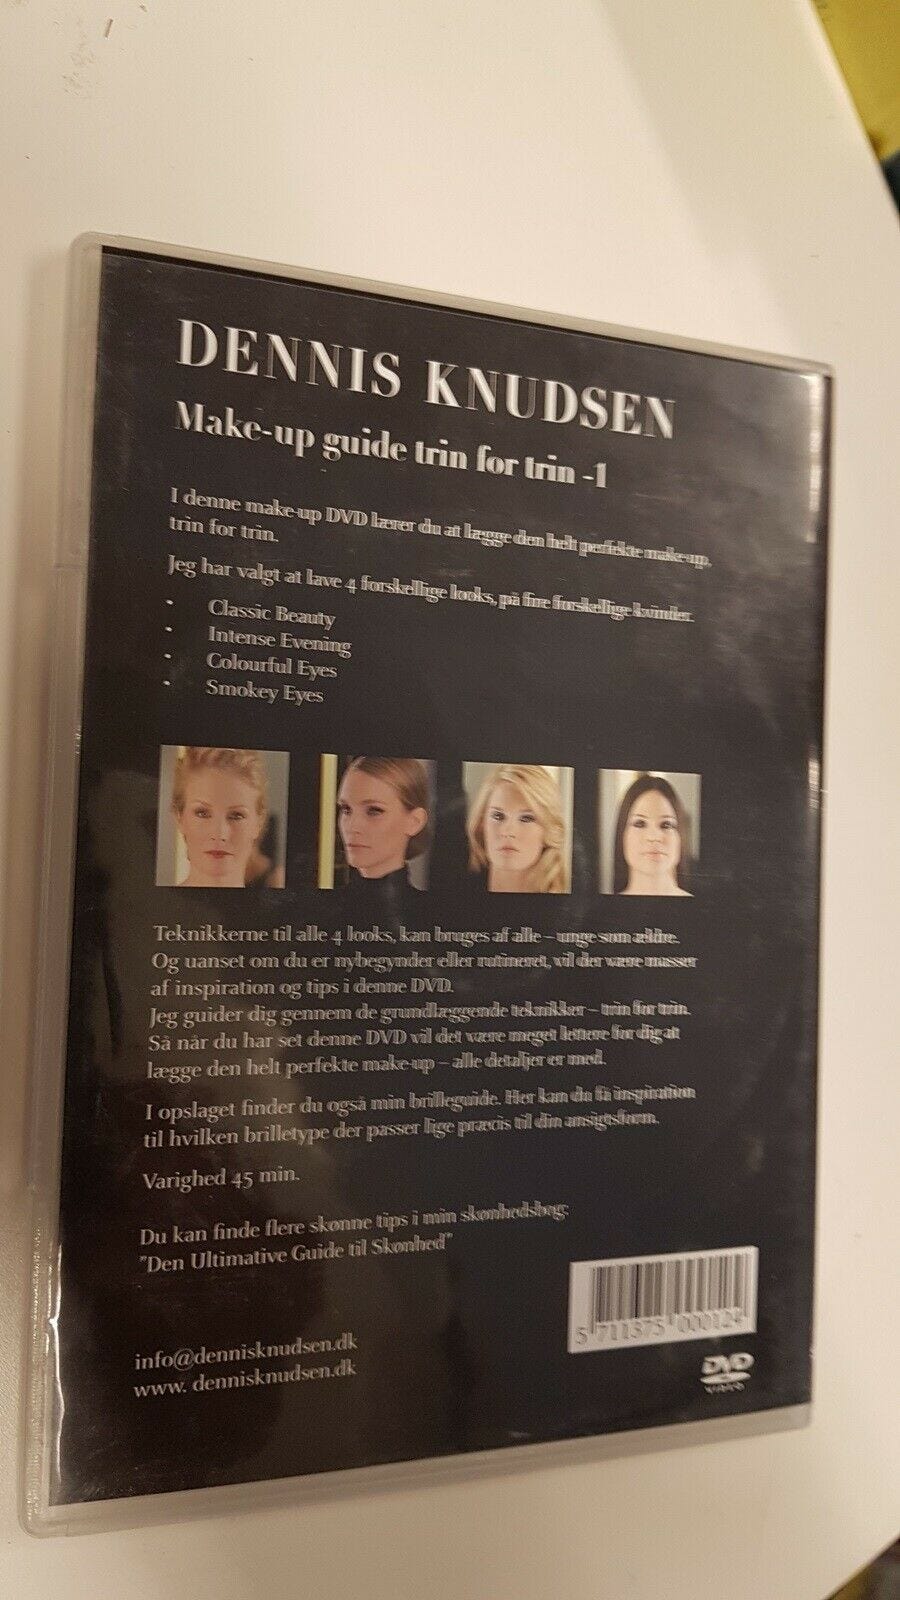 DENNIS KNUDSEN
Make-up guide trin for trin -1
I denne make-up DVD lærer du at lægge den helt perfekte make-up,
trin for trin.
Jeg har valgt at lave 4 forskellige looks, på fire forskellige kvinder.
• Classic Beauty
• Intense Evening
• Colourful Eyes
• Smokey Eyes
Teknikkerne til alle 4 looks, kan bruges af alle – unge som ældre.
Og uanset om du er nybegynder eller rutineret, vil der være masser
af inspiration og tips i denne DVD.
Jeg guider dig gennem de grundlæggende teknikker – trin for trin.
Så når du har set denne DVD vil det være meget lettere for dig at
lægge den helt perfekte make-up – alle detaljer er med.
I opslaget finder du også min brilleguide. Her kan du få inspiration
til hvilken brilletype der passer lige præcis til din ansigtsform.
Varighed 45 min.
Du kan finde flere skønne tips i min skønhedsbog:
"Den Ultimative Guide til Skønhed"
5 711375 000124
info@dennisknudsen.dk
www. dennisknudsen.dk
DVD
VIDEO